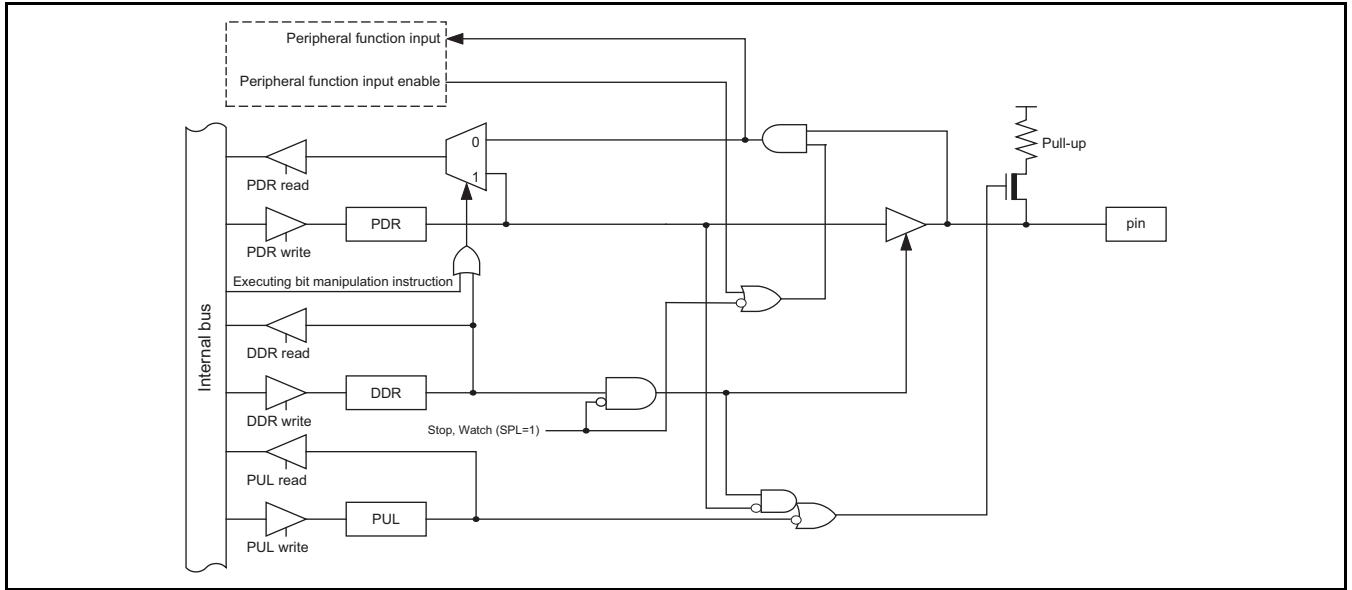 Peripheral function input
Peripheral function input enable
0
Pull-up
1
PDR read
PDR
pin
PDR write
Executing bit manipulation instruction
Internal bus
DDR read
DDR
DDR write
Stop, Watch (SPL=1)
PUL read
PUL
PUL write